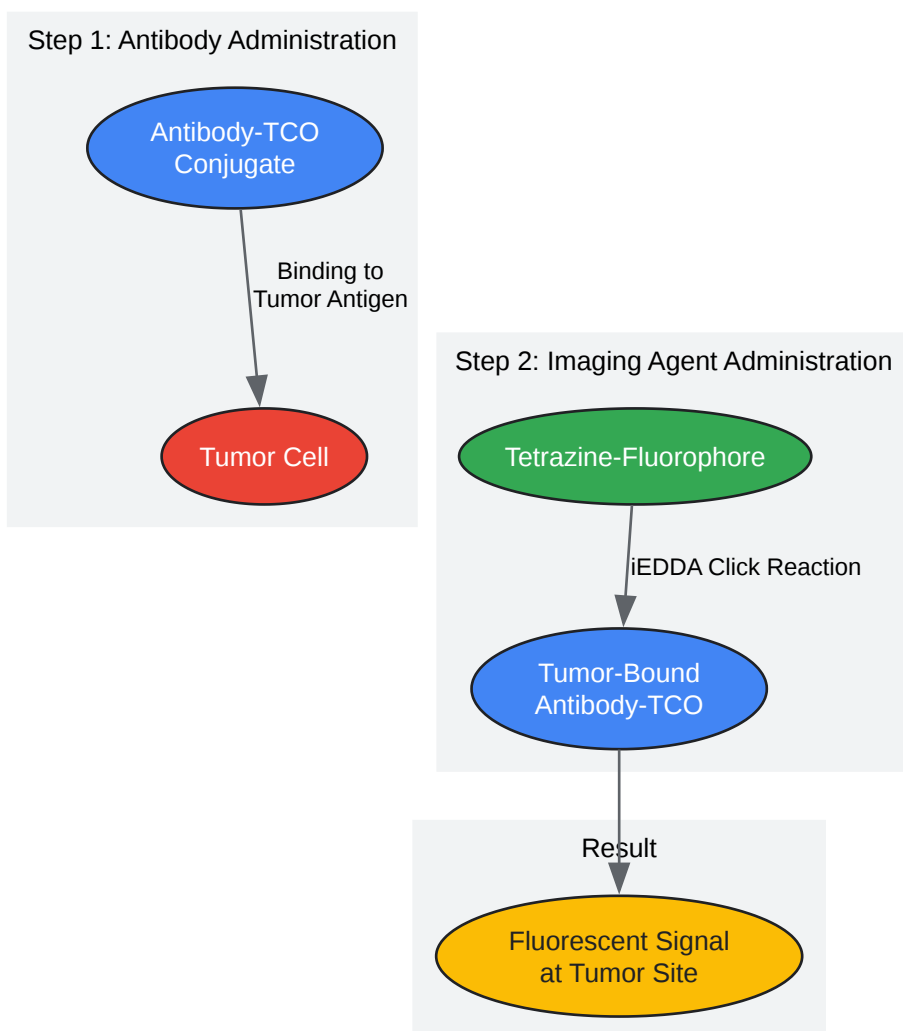 Step 1: Antibody Administration
Antibody-TCO
Conjugate
Binding to
Tumor Antigen
Tumor Cell
Step 2: Imaging Agent Administration
Tetrazine-Fluorophore
iEDDA Click Reaction
Tumor-Bound
Antibody-TCO
Result
Fluorescent Signal
at Tumor Site